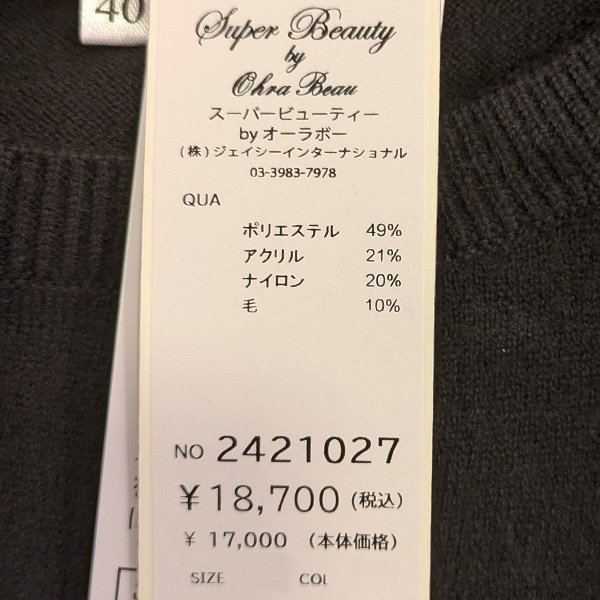 40
Super Beauty
by
Ohra Beau
スーパービューティー
by オーラボー
(株)ジェイシーインターナショナル
03-3983-7978
QUA
ポリエステル 49%
アクリル 21%
ナイロン 20%
毛 10%
NO 2421027
¥18,700(税込)
¥ 17,000 (本体価格)
SIZE COL